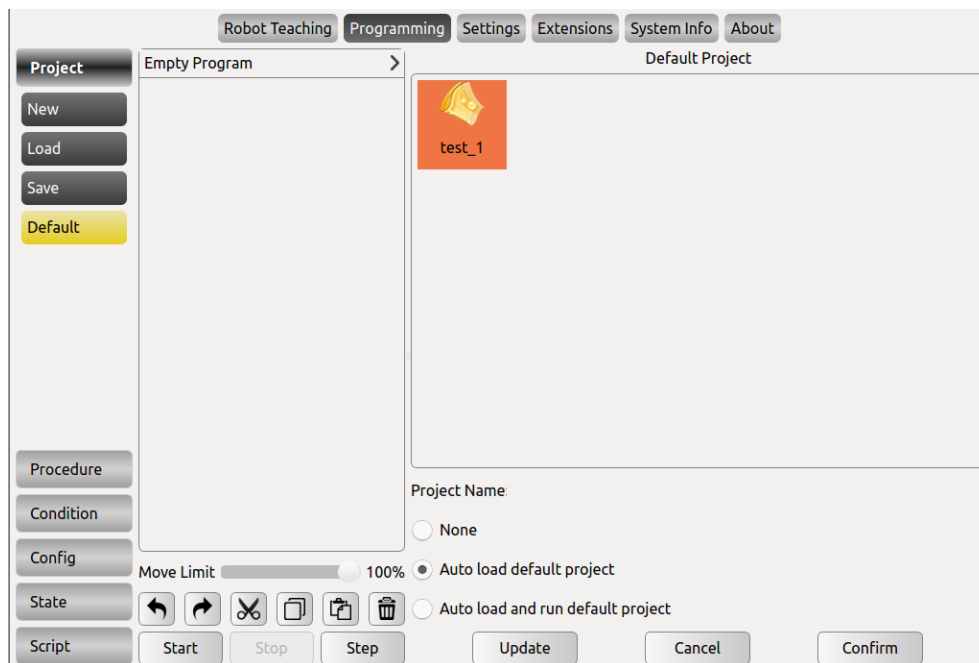 Robot Teaching Programming Settings Extensions System Info About
Project
New
Load
Save
Default
Procedure
Condition
Config
State
Script
Empty Program
Move Limit 100%
Start Stop Step
Default Project
test_1
Project Name:
None
Auto load default project
Auto load and run default project
Update Cancel Confirm